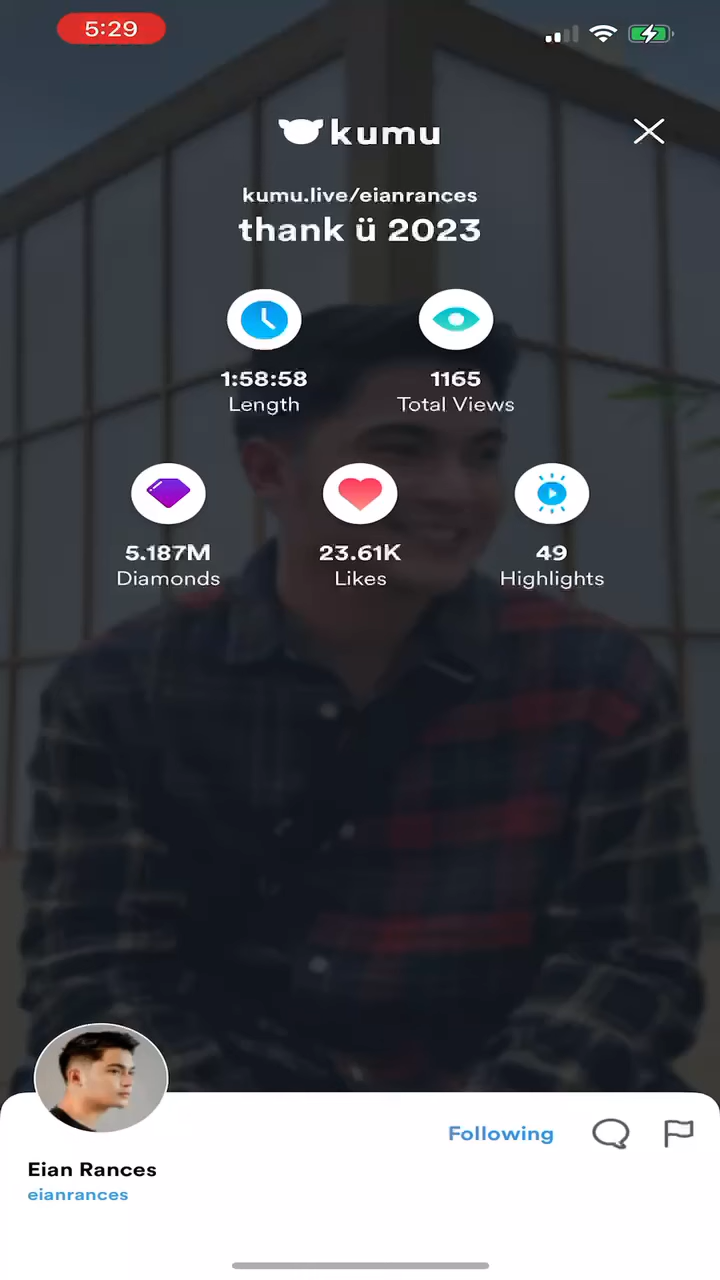 5:29
kumu
kumu.live/eianrances
thank ü 2023
1:58:58
Length
1165
Total Views
5.187M
Diamonds
23.61K
Likes
49
Highlights
Following
Eian Rances
eianrances